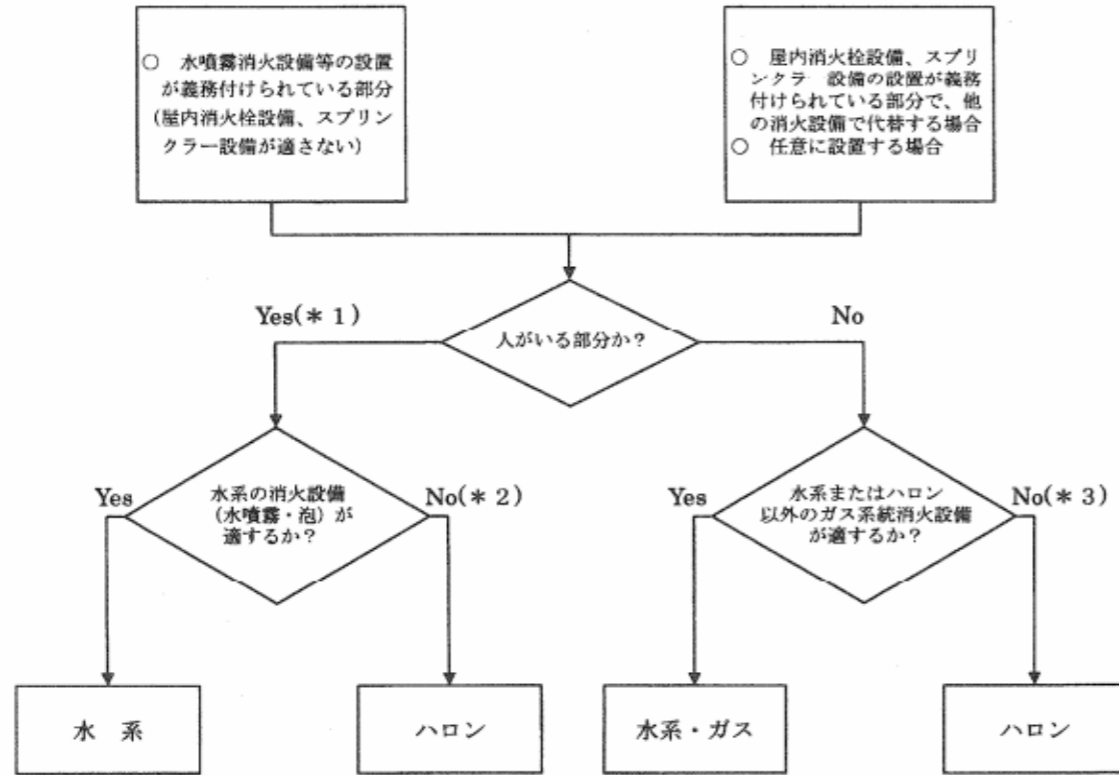 ○ 水噴霧消火設備等の設置
が義務付けられている部分
(屋内消火栓設備、スプリン
クラー設備が適さない)
○ 屋内消火栓設備、スプリ
ンクラー設備の設置が義務
付けられている部分で、他
の消火設備で代替する場合
○ 任意に設置する場合
Yes(*1)
人がいる部分か?
No
Yes
水系の消火設備
(水噴霧・泡)が
適するか?
No(*2)
Yes
水系またはハロン
以外のガス系統消火設備
が適するか?
No(*3)
水 系
ハロン
水系・ガス
ハロン